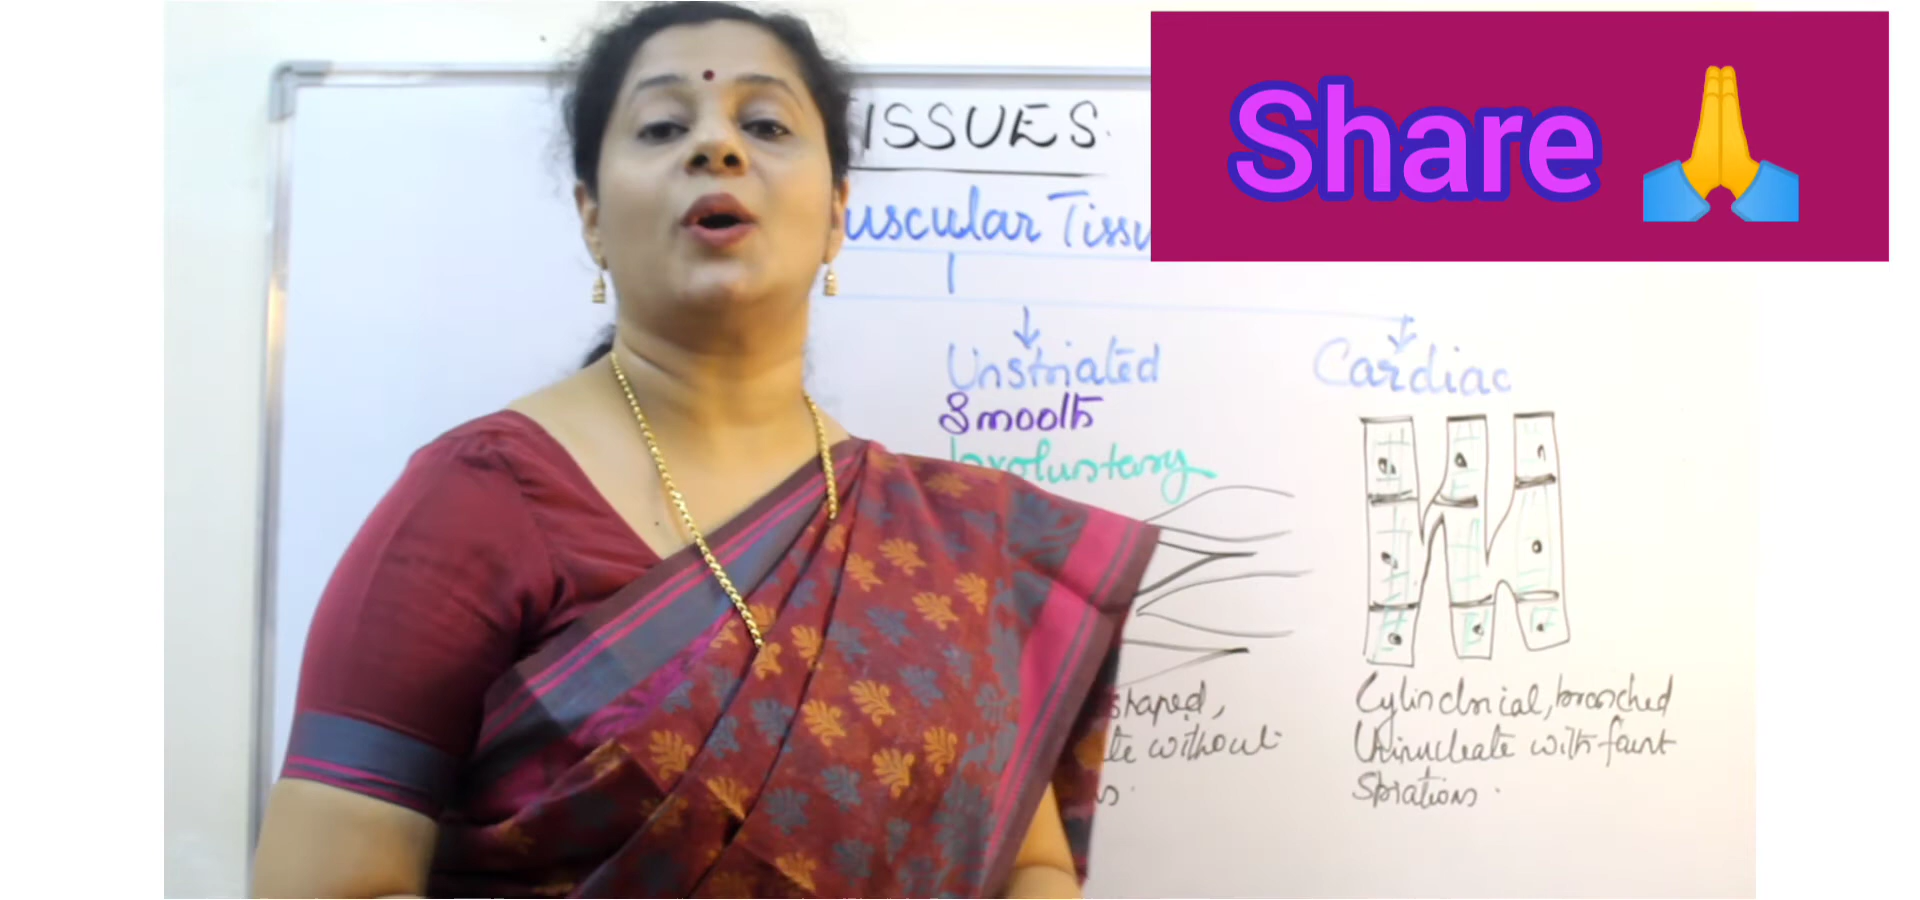 Share 🙏
ISSUES.
uscular Tissu
Unstriated
Cardiac
Smooth
Involuntary
shaped,
te without
s.
Cylindrical, branched
Uninucleate with faint
Striations.